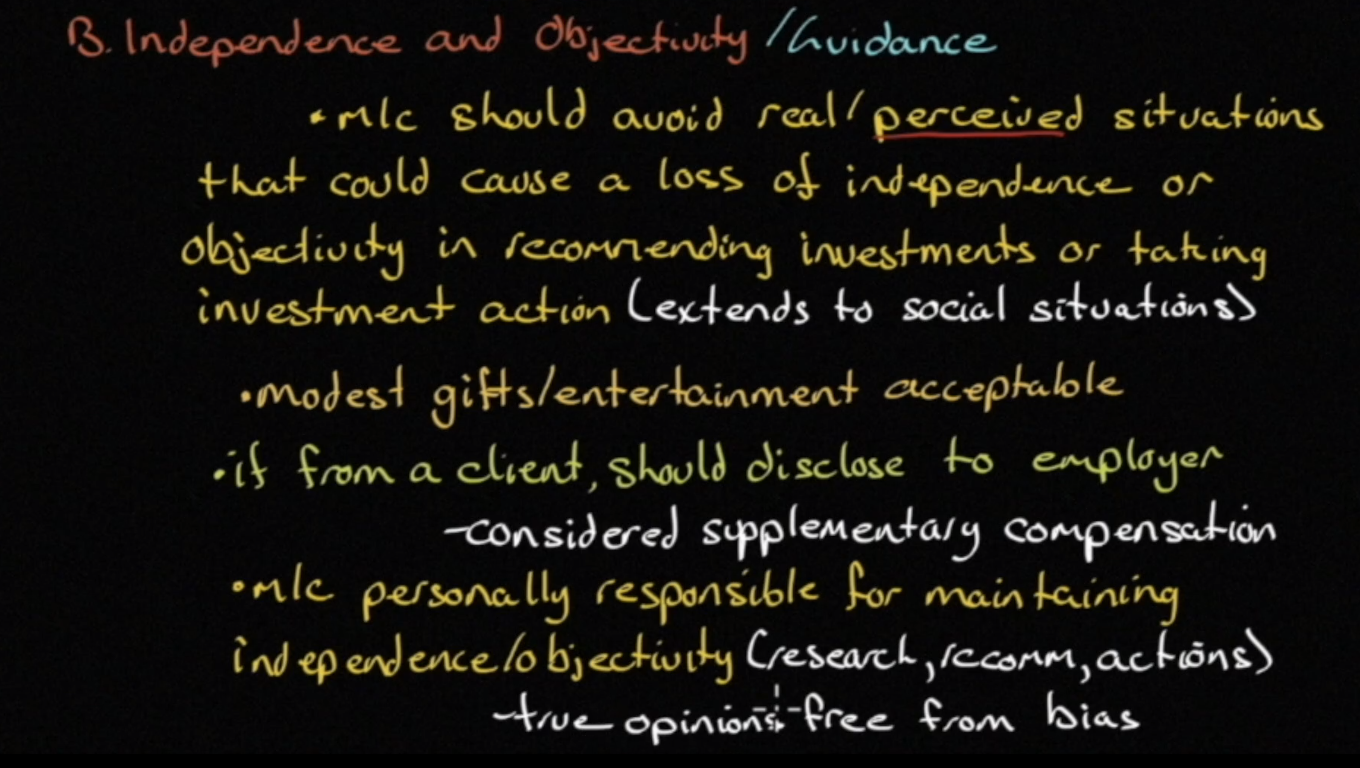 B. Independence and Objectivity /Guidance
• m/c should avoid real/perceived situations
that could cause a loss of independence or
objectivity in recommending investments or taking
investment action (extends to social situations)
• modest gifts/entertainment acceptable
• if from a client, should disclose to employer
- considered supplementary compensation
• m/c personally responsible for maintaining
independence/objectivity (research, recomm, actions)
- true opinions - free from bias